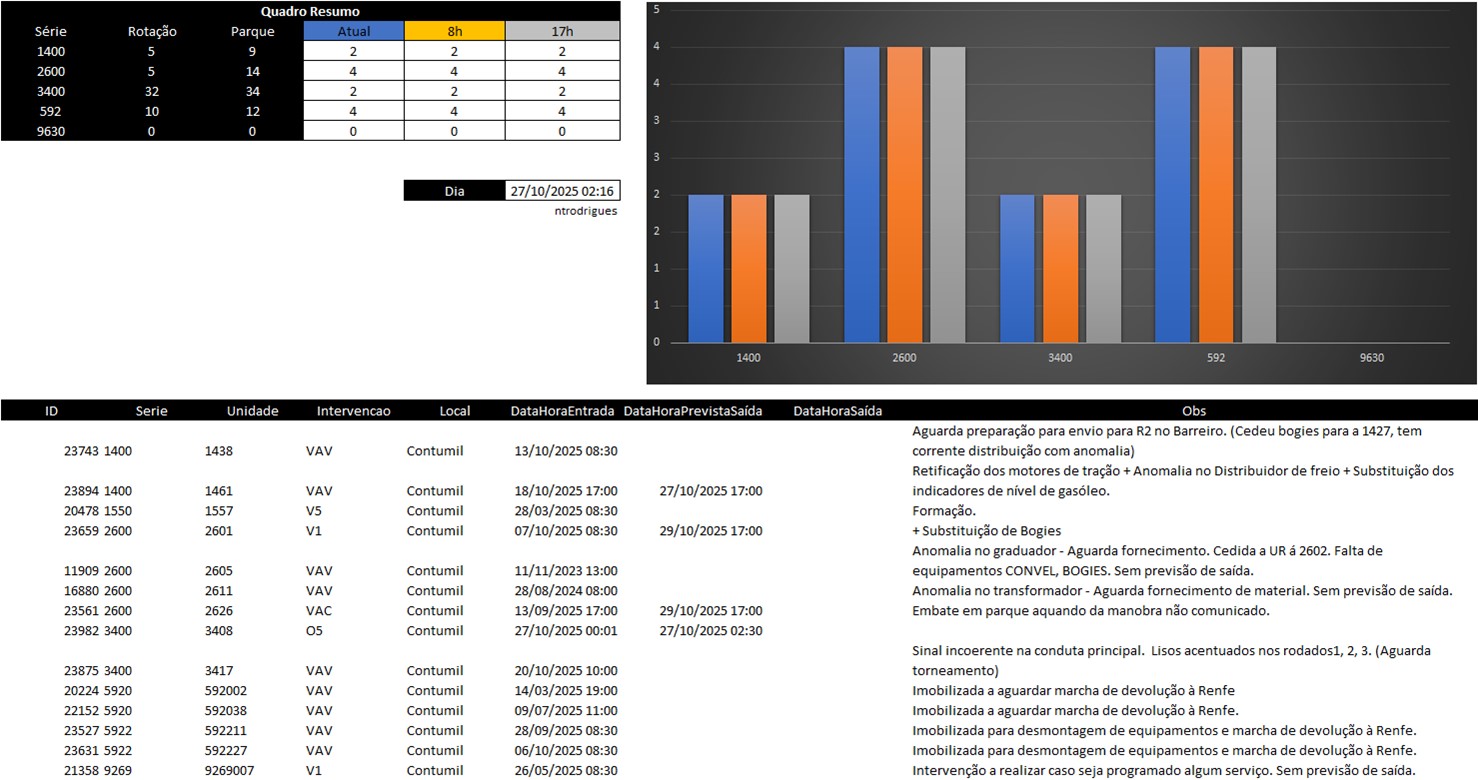 Quadro Resumo
Série Rotação Parque Atual 8h 17h
1400 5 9 2 2 2
2600 5 14 4 4 4
3400 32 34 2 2 2
592 10 12 4 4 4
9630 0 0 0 0 0
Dia 27/10/2025 02:16
ntrodrigues
5
4
4
3
3
2
2
1
1
0
1400 2600 3400 592 9630
ID Serie Unidade Intervencao Local DataHoraEntrada DataHoraPrevistaSaída DataHoraSaída Obs
Aguarda preparação para envio para R2 no Barreiro. (Cedeu bogies para a 1427, tem
23743 1400 1438 VAV Contumil 13/10/2025 08:30 corrente distribuição com anomalia)
Retificação dos motores de tração + Anomalia no Distribuidor de freio + Substituição dos
23894 1400 1461 VAV Contumil 18/10/2025 17:00 27/10/2025 17:00 indicadores de nível de gasóleo.
20478 1550 1557 V5 Contumil 28/03/2025 08:30 Formação.
23659 2600 2601 V1 Contumil 07/10/2025 08:30 29/10/2025 17:00 + Substituição de Bogies
Anomalia no graduador - Aguarda fornecimento. Cedida a UR á 2602. Falta de
11909 2600 2605 VAV Contumil 11/11/2023 13:00 equipamentos CONVEL, BOGIES. Sem previsão de saída.
16880 2600 2611 VAV Contumil 28/08/2024 08:00 Anomalia no transformador - Aguarda fornecimento de material. Sem previsão de saída.
23561 2600 2626 VAC Contumil 13/09/2025 17:00 29/10/2025 17:00 Embate em parque aquando da manobra não comunicado.
23982 3400 3408 O5 Contumil 27/10/2025 00:01 27/10/2025 02:30
Sinal incoerente na conduta principal.  Lisos acentuados nos rodados1, 2, 3. (Aguarda
23875 3400 3417 VAV Contumil 20/10/2025 10:00 torneamento)
20224 5920 592002 VAV Contumil 14/03/2025 19:00 Imobilizada a aguardar marcha de devolução à Renfe
22152 5920 592038 VAV Contumil 09/07/2025 11:00 Imobilizada a aguardar marcha de devolução à Renfe.
23527 5922 592211 VAV Contumil 28/09/2025 08:30 Imobilizada para desmontagem de equipamentos e marcha de devolução à Renfe.
23631 5922 592227 VAV Contumil 06/10/2025 08:30 Imobilizada para desmontagem de equipamentos e marcha de devolução à Renfe.
21358 9269 9269007 V1 Contumil 26/05/2025 08:30 Intervenção a realizar caso seja programado algum serviço. Sem previsão de saída.